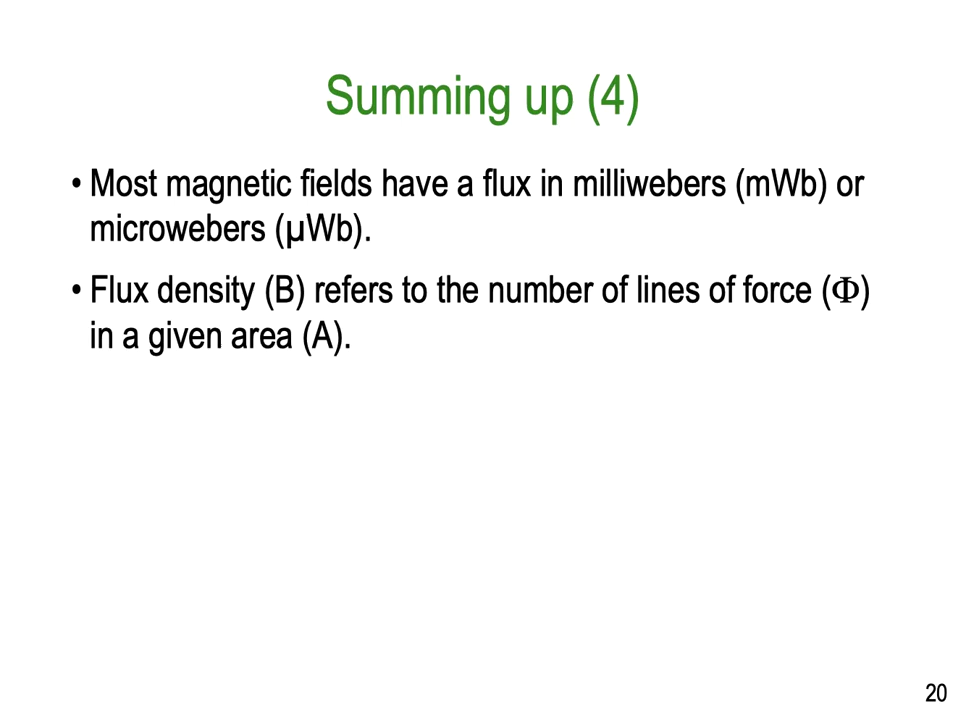 Summing up (4)
• Most magnetic fields have a flux in milliwebers (mWb) or
microwebers (µWb).
• Flux density (B) refers to the number of lines of force (Φ)
in a given area (A).
20